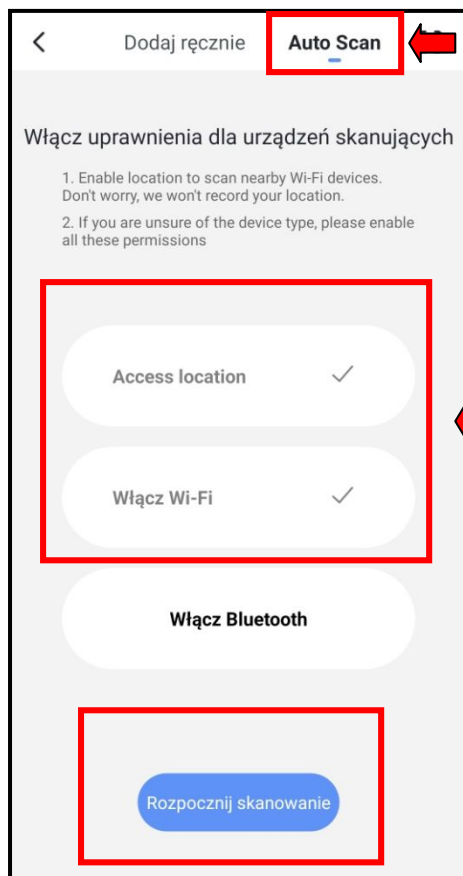 Dodaj ręcznie Auto Scan
Włącz uprawnienia dla urządzeń skanujących
1. Enable location to scan nearby Wi-Fi devices.
Don't worry, we won't record your location.
2. If you are unsure of the device type, please enable
all these permissions
Access location
Włącz Wi-Fi
Włącz Bluetooth
Rozpocznij skanowanie